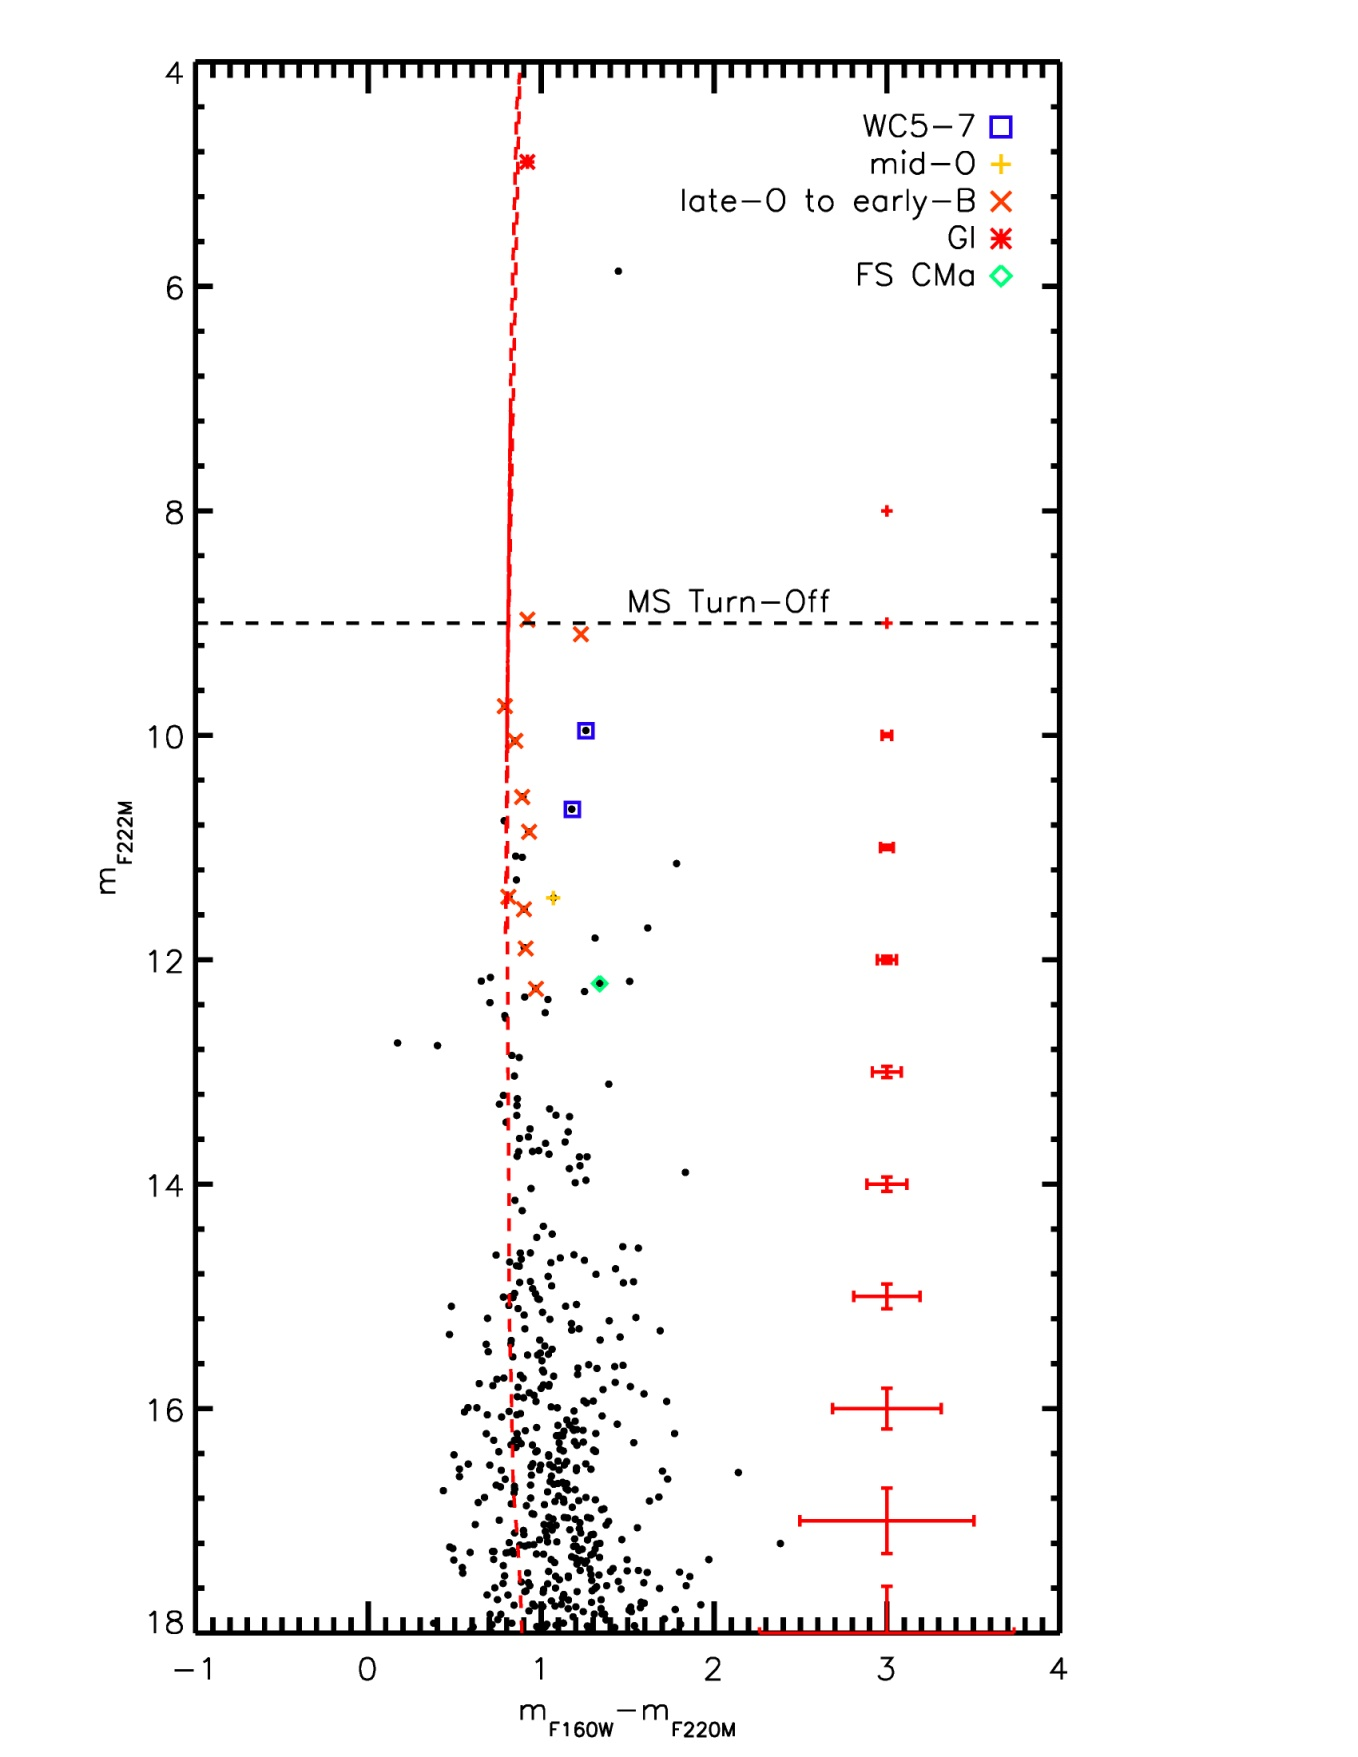 4
WC5-7
mid-O
late-O to early-B
GI
FS CMa
6
8
MS Turn-Off
10
m F222M
12
14
16
18
-1 0 1 2 3 4
m F160W -m F220M